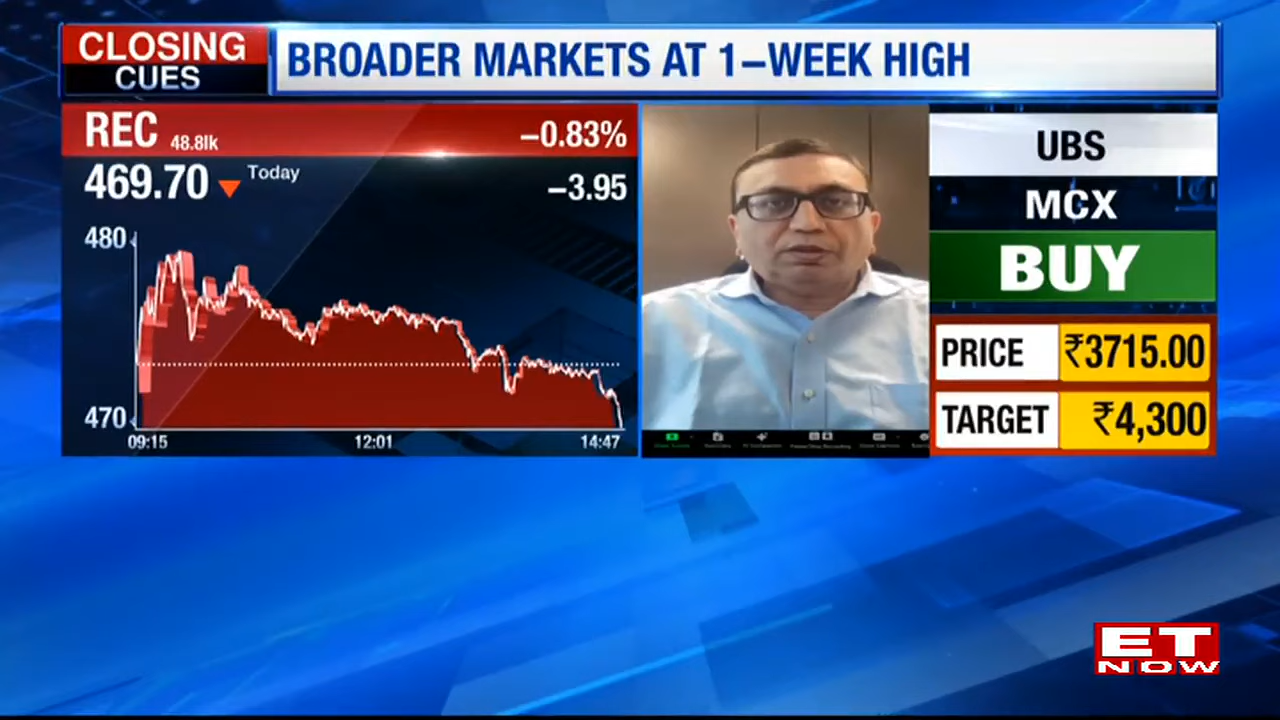 CLOSING
CUES
BROADER MARKETS AT 1–WEEK HIGH
REC 48.8lk –0.83%
469.70 Today –3.95
480
470
09:15 12:01 14:47
UBS
MCX
BUY
PRICE ₹3715.00
TARGET ₹4,300
ET
NOW